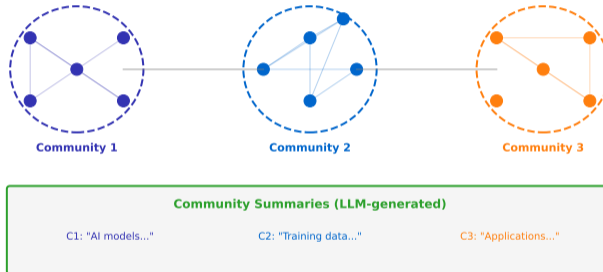 Community 1
Community 2
Community 3
Community Summaries (LLM-generated)
C1: "AI models..."
C2: "Training data..."
C3: "Applications..."